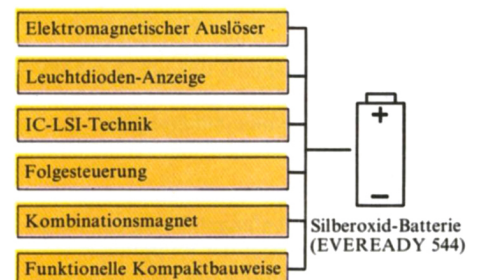 Elektromagnetischer Auslöser
Leuchtdioden-Anzeige
IC-LSI-Technik
Folgesteuerung
Kombinationsmagnet
Funktionelle Kompaktbauweise
+
−
Silberoxid-Batterie
(EVEREADY 544)